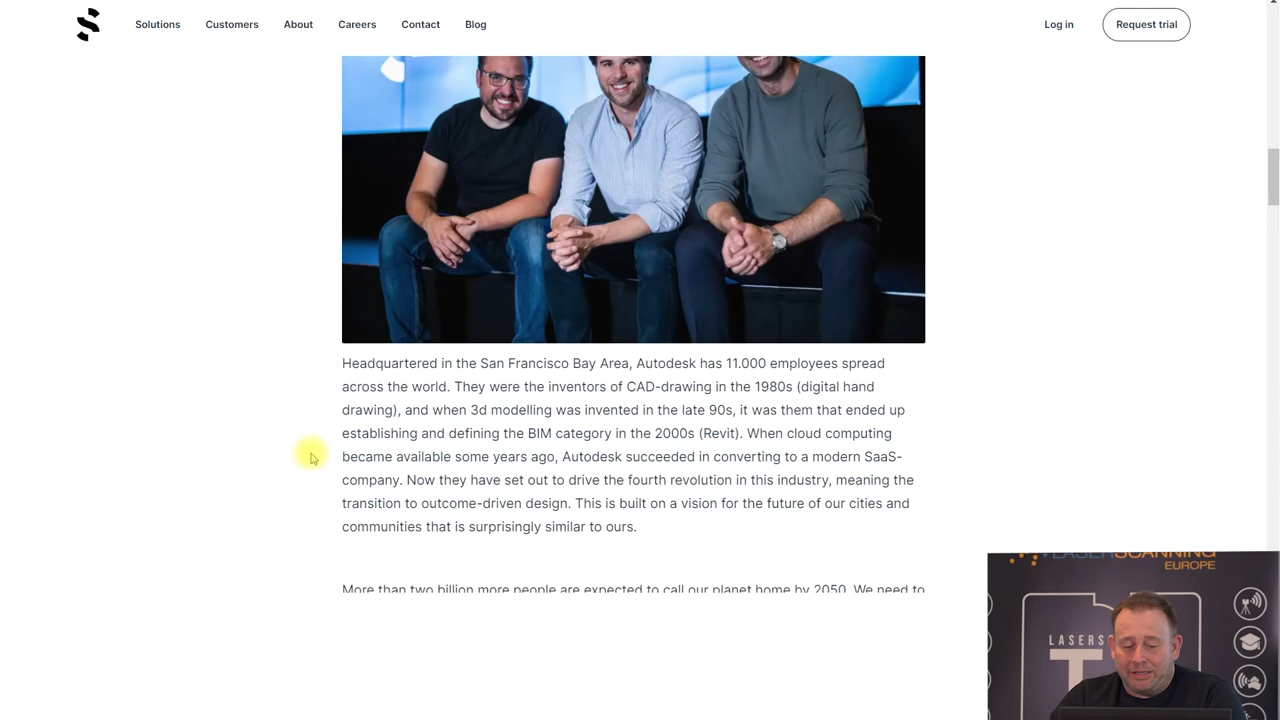 Solutions Customers About Careers Contact Blog Log in Request trial
Headquartered in the San Francisco Bay Area, Autodesk has 11.000 employees spread
across the world. They were the inventors of CAD-drawing in the 1980s (digital hand
drawing), and when 3d modelling was invented in the late 90s, it was them that ended up
establishing and defining the BIM category in the 2000s (Revit). When cloud computing
became available some years ago, Autodesk succeeded in converting to a modern SaaS-
company. Now they have set out to drive the fourth revolution in this industry, meaning the
transition to outcome-driven design. This is built on a vision for the future of our cities and
communities that is surprisingly similar to ours.
More than two billion more people are expected to call our planet home by 2050. We need to
LASERSCANNING
EUROPE